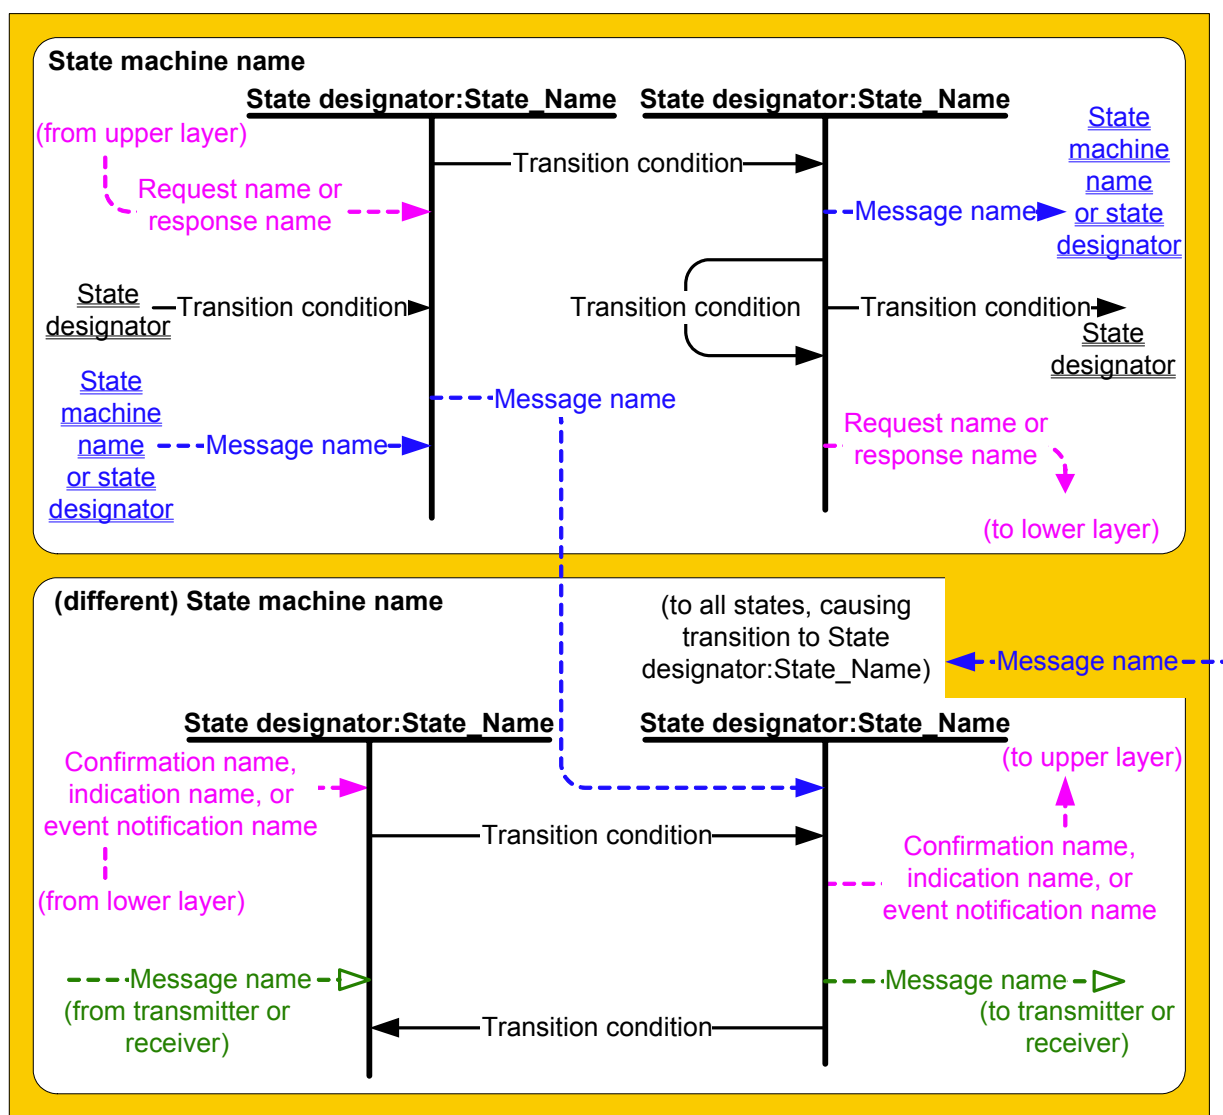 State machine name
State designator:State_Name
State designator:State_Name
(from upper layer)
Request name or
response name
Transition condition
State
machine
name
or state
designator
Message name
State
designator
Transition condition
Transition condition
Transition condition
State
designator
State
machine
name
or state
designator
Message name
Message name
Request name or
response name
(to lower layer)
(different) State machine name
(to all states, causing
transition to State
designator:State_Name)
Message name
State designator:State_Name
State designator:State_Name
Confirmation name,
indication name, or
event notification name
(from lower layer)
Transition condition
(to upper layer)
Confirmation name,
indication name, or
event notification name
Message name
(from transmitter or
receiver)
Transition condition
Message name
(to transmitter or
receiver)